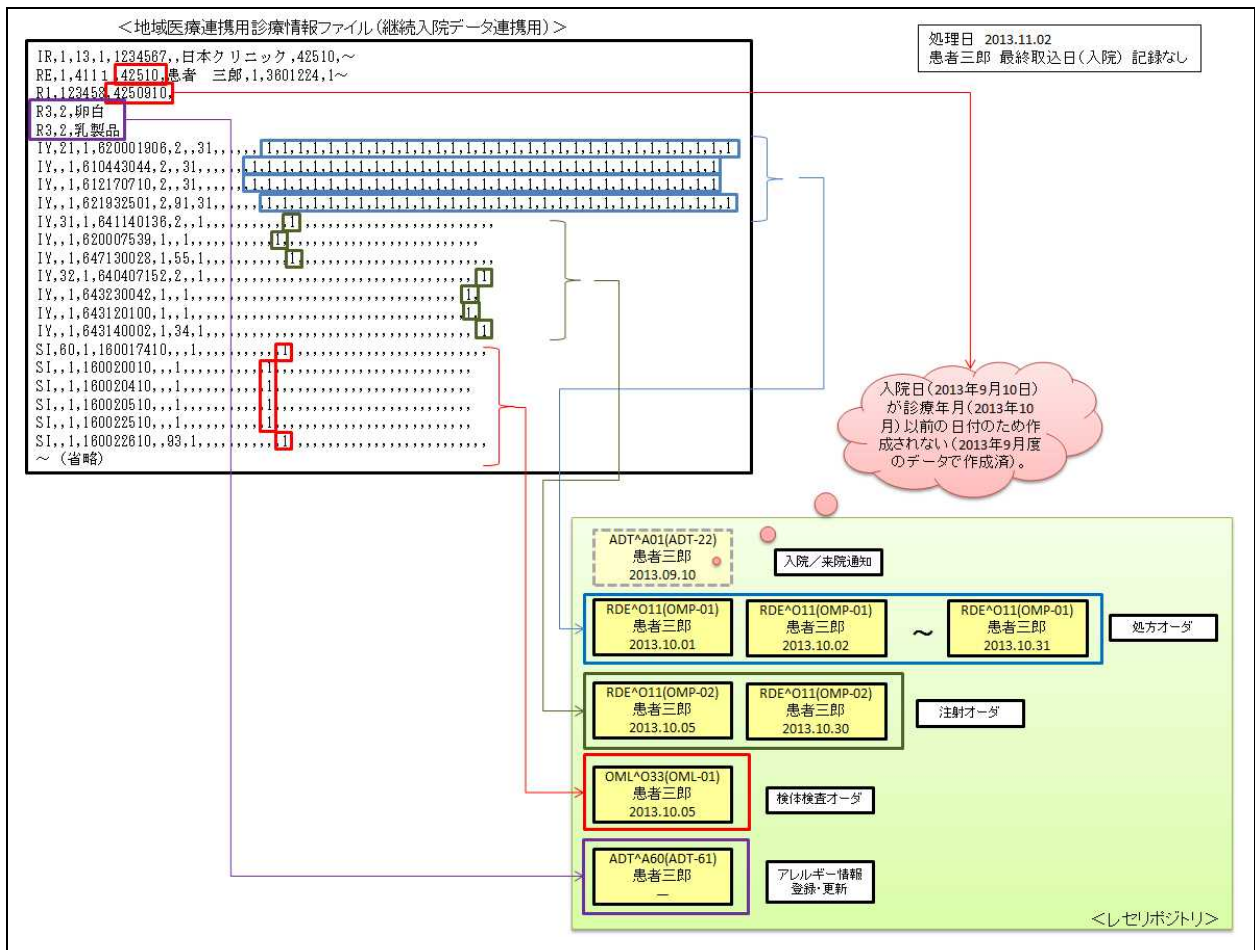 <地域医療連携用診療情報ファイル(継続入院データ連携用)>
処理日 2013.11.02
患者三郎 最終取込日(入院) 記録なし
IR,1,13,1,1234567,,日本クリニック,42510,～
RE,1,4111,42510,患者 三郎,1,3601224,1～
R1,123458,4250910,
R3,2,卵白
R3,2,乳製品
IY,21,1,620001906,2,,31,,,,,,1,1,1,1,1,1,1,1,1,1,1,1,1,1,1,1,1,1,1,1,1,1,1,1,1,1,1,1,1,1,1
IY,,1,610443044,2,,31,,,,,,1,1,1,1,1,1,1,1,1,1,1,1,1,1,1,1,1,1,1,1,1,1,1,1,1,1,1,1,1,1,1
IY,,1,612170710,2,,31,,,,,,1,1,1,1,1,1,1,1,1,1,1,1,1,1,1,1,1,1,1,1,1,1,1,1,1,1,1,1,1,1,1
IY,,1,621932501,2,91,31,,,,,,1,1,1,1,1,1,1,1,1,1,1,1,1,1,1,1,1,1,1,1,1,1,1,1,1,1,1,1,1,1,1
IY,31,1,641140136,2,,1,,,,,,,,,,1,,,,,,,,,,,,,,,,,,,,,,,,,,
IY,,1,620007539,1,,1,,,,,,,,,,1,,,,,,,,,,,,,,,,,,,,,,,,,,
IY,,1,647130028,1,55,1,,,,,,,,,,1,,,,,,,,,,,,,,,,,,,,,,,,,,
IY,32,1,640407152,2,,1,,,,,,,,,,,,,,,,,,,,,,,,,,,,,,,,,,,1,
IY,,1,643230042,1,,1,,,,,,,,,,,,,,,,,,,,,,,,,,,,,,,,,,,1,
IY,,1,643120100,1,,1,,,,,,,,,,,,,,,,,,,,,,,,,,,,,,,,,,,1,
IY,,1,643140002,1,34,1,,,,,,,,,,,,,,,,,,,,,,,,,,,,,,,,,,,1,
SI,60,1,160017410,,,1,,,,,,,,,,1,,,,,,,,,,,,,,,,,,,,,,,,,,
SI,,1,160020010,,,1,,,,,,,,,,1,,,,,,,,,,,,,,,,,,,,,,,,,,
SI,,1,160020410,,,1,,,,,,,,,,1,,,,,,,,,,,,,,,,,,,,,,,,,,
SI,,1,160020510,,,1,,,,,,,,,,1,,,,,,,,,,,,,,,,,,,,,,,,,,
SI,,1,160022510,,,1,,,,,,,,,,1,,,,,,,,,,,,,,,,,,,,,,,,,,
SI,,1,160022610,,93,1,,,,,,,,,,1,,,,,,,,,,,,,,,,,,,,,,,,,,
～(省略)
入院日(2013年9月10日)
が診療年月(2013年10
月)以前の日付のため作
成されない(2013年9月度
のデータで作成済)。
ADT^A01(ADT-22)
患者三郎
2013.09.10
入院／来院通知
RDE^O11(OMP-01)
患者三郎
2013.10.01
RDE^O11(OMP-01)
患者三郎
2013.10.02
～
RDE^O11(OMP-01)
患者三郎
2013.10.31
処方オーダ
RDE^O11(OMP-02)
患者三郎
2013.10.05
RDE^O11(OMP-02)
患者三郎
2013.10.30
注射オーダ
OML^O33(OML-01)
患者三郎
2013.10.05
検体検査オーダ
ADT^A60(ADT-61)
患者三郎
―
アレルギー情報
登録・更新
<レセリポジトリ>